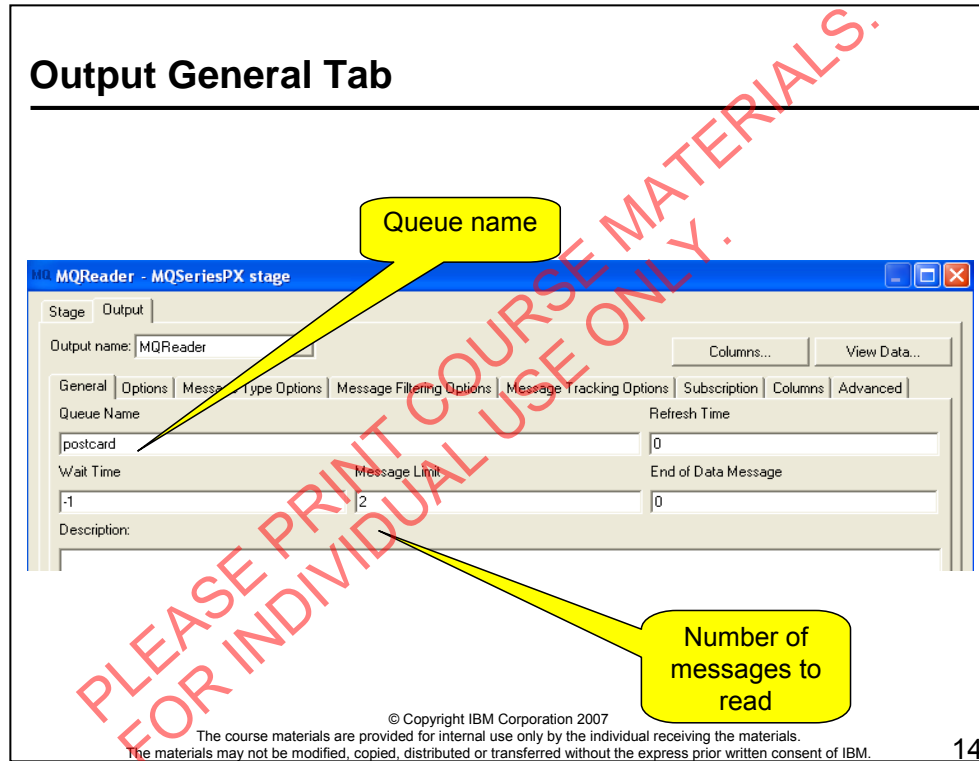 Output General Tab
PLEASE PRINT COURSE MATERIALS.
FOR INDIVIDUAL USE ONLY.
Queue name
MQ MQReader - MQSeriesPX stage
Stage Output
Output name: MQReader Columns... View Data...
General Options Message Type Options Message Filtering Options Message Tracking Options Subscription Columns Advanced
Queue Name Refresh Time
postcard 0
Wait Time Message Limit End of Data Message
-1 2 0
Description:
Number of
messages to
read
© Copyright IBM Corporation 2007
The course materials are provided for internal use only by the individual receiving the materials.
The materials may not be modified, copied, distributed or transferred without the express prior written consent of IBM.
14